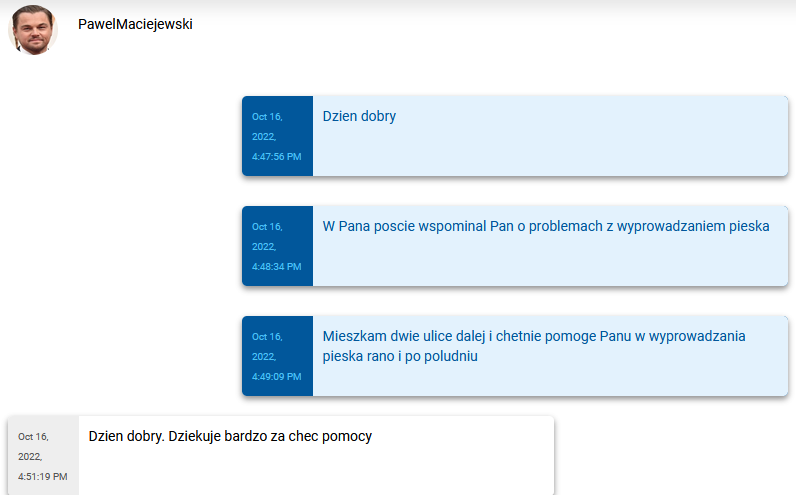 PawelMaciejewski
Oct 16,
2022,
4:47:56 PM
Dzien dobry
Oct 16,
2022,
4:48:34 PM
W Pana poscie wspominal Pan o problemach z wyprowadzaniem pieska
Oct 16,
2022,
4:49:09 PM
Mieszkam dwie ulice dalej i chetnie pomoge Panu w wyprowadzania
pieska rano i po poludniu
Oct 16,
2022,
4:51:19 PM
Dzien dobry. Dziekuje bardzo za chec pomocy